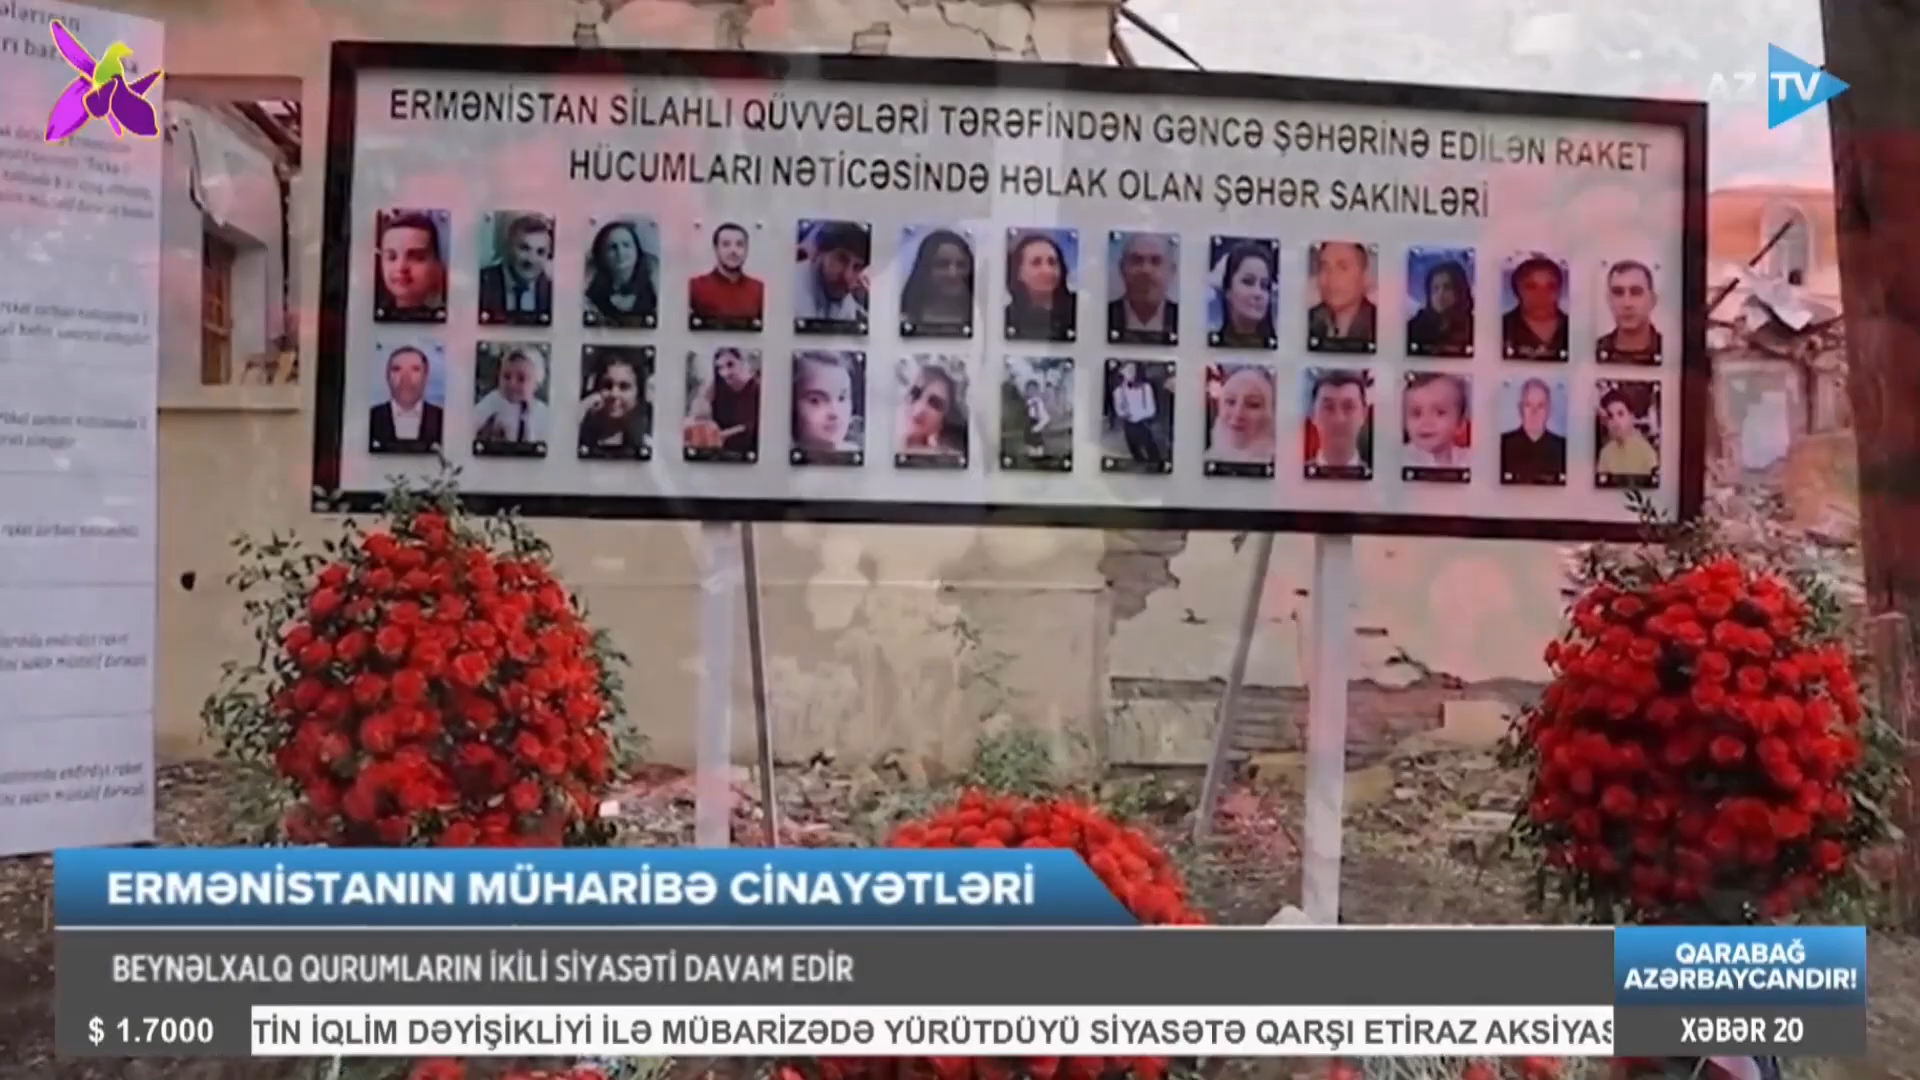 AZTV
ERMƏNİSTAN SİLAHLI QÜVVƏLƏRİ TƏRƏFİNDƏN GƏNCƏ ŞƏHƏRİNƏ EDİLƏN RAKET
HÜCUMLARI NƏTİCƏSİNDƏ HƏLAK OLAN ŞƏHƏR SAKİNLƏRİ
ERMƏNİSTANIN MÜHARİBƏ CİNAYƏTLƏRİ
BEYNƏLXALQ QURUMLARIN İKİLİ SİYASƏTİ DAVAM EDİR
QARABAĞ
AZƏRBAYCANDIR!
$ 1.7000
TİN İQLİM DƏYİŞİKLİYİ İLƏ MÜBARİZƏDƏ YÜRÜTDÜYÜ SİYASƏTƏ QARŞI ETİRAZ AKSİYAS
XƏBƏR 20